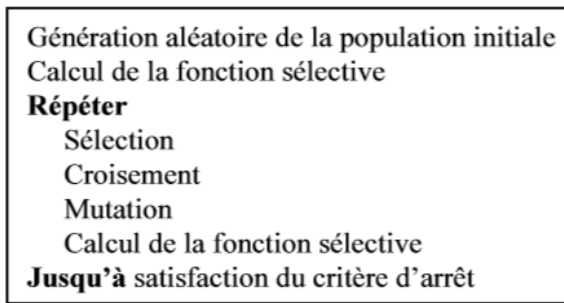 Génération aléatoire de la population initiale
Calcul de la fonction sélective
Répéter
Sélection
Croisement
Mutation
Calcul de la fonction sélective
Jusqu’à satisfaction du critère d’arrêt